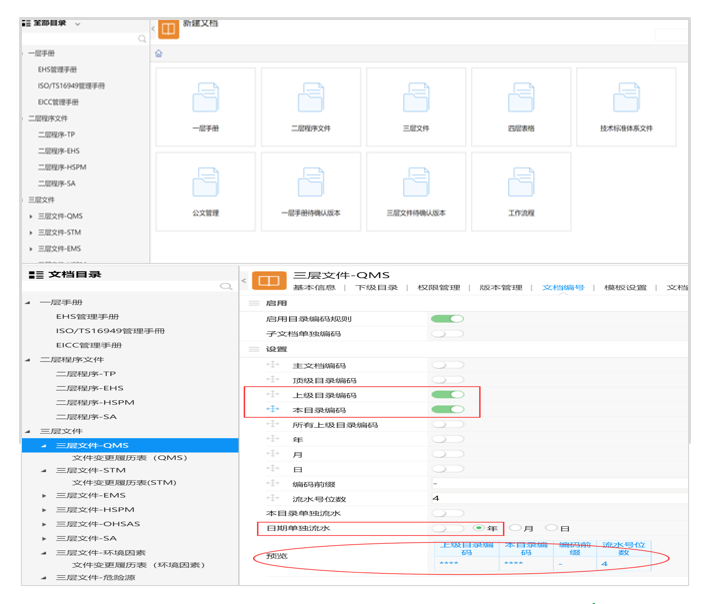 全部目录
新建文档
一层手册
EHS管理手册
ISO/TS16949管理手册
EICC管理手册
二层程序文件
二层程序-TP
二层程序-EHS
二层程序-HSPM
二层程序-SA
三层文件
三层文件-QMS
三层文件-STM
三层文件-EMS
一层手册
二层程序文件
三层文件
四层表格
技术标准体系文件
公文管理
一层手册待确认版本
三层文件待确认版本
工作流程
文档目录
一层手册
EHS管理手册
ISO/TS16949管理手册
EICC管理手册
二层程序文件
二层程序-TP
二层程序-EHS
二层程序-HSPM
二层程序-SA
三层文件
三层文件-QMS
文件变更履历表（QMS)
三层文件-STM
文件变更履历表(STM)
三层文件-EMS
三层文件-HSPM
三层文件-OHSAS
三层文件-SA
三层文件-环境因素
文件变更履历表（环境因素）
三层文件-危险源
三层文件-QMS
基本信息 | 下级目录 | 权限管理 | 版本管理 | 文档编号 | 模板设置 | 文档
启用
启用目录编码规则
子文档单独编码
设置
主文档编码
顶级目录编码
上级目录编码
本目录编码
所有上级目录编码
年
月
日
编码前缀 -
流水号位数 4
本目录单独流水
日期单独流水 年 月 日
预览
上级目录编码 本目录编码 编码前缀 流水号位数
**** **** - 4